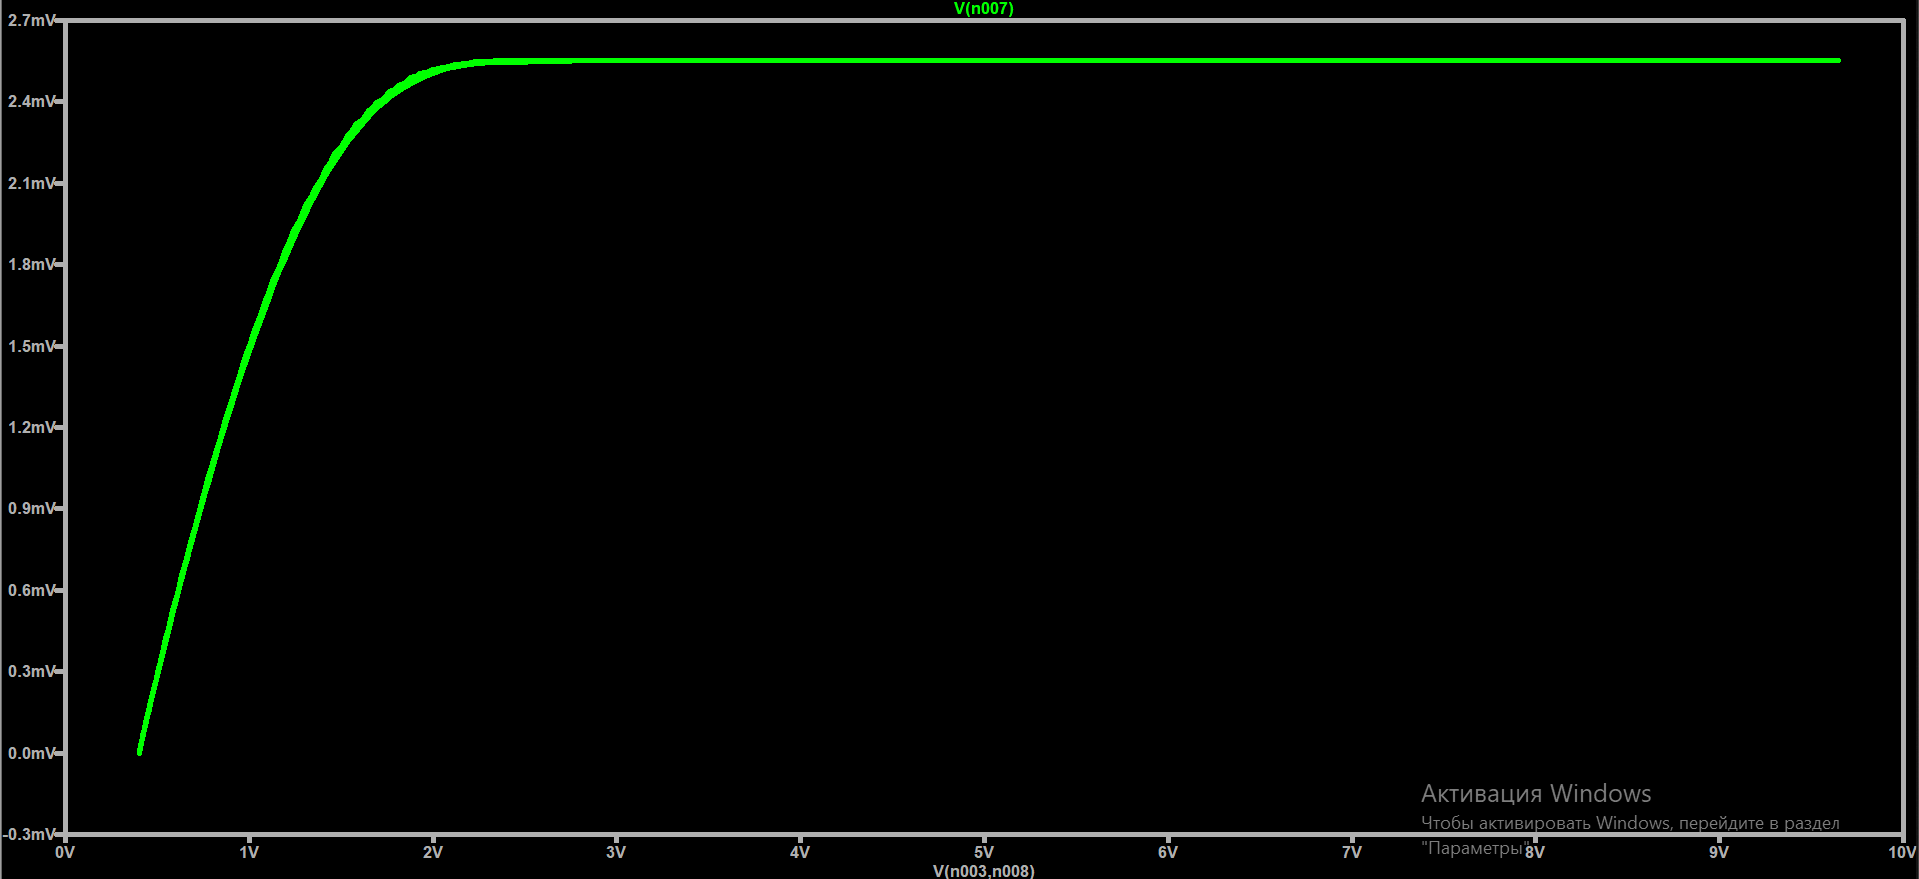 V(n007)
2.7mV
2.4mV
2.1mV
1.8mV
1.5mV
1.2mV
0.9mV
0.6mV
0.3mV
0.0mV
-0.3mV
0V 1V 2V 3V 4V 5V 6V 7V 8V 9V 10V
V(n003,n008)
Активация Windows
Чтобы активировать Windows, перейдите в раздел
"Параметры"